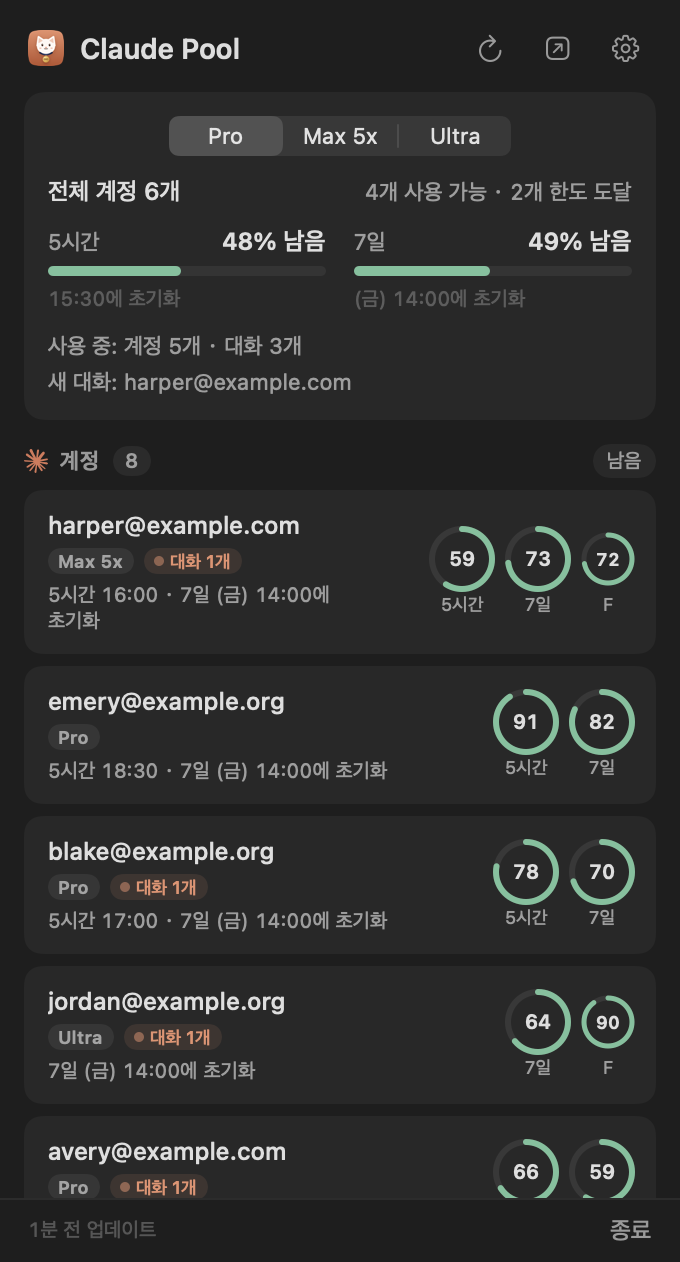 Claude Pool
Pro Max 5x Ultra
전체 계정 6개 4개 사용 가능 · 2개 한도 도달
5시간 48% 남음 7일 49% 남음
15:30에 초기화 (금) 14:00에 초기화
사용 중: 계정 5개 · 대화 3개
새 대화: harper@example.com
계정 8 남음
harper@example.com
Max 5x 대화 1개
5시간 16:00 · 7일 (금) 14:00에
초기화
59 73 72
5시간 7일 F
emery@example.org
Pro
5시간 18:30 · 7일 (금) 14:00에 초기화
91 82
5시간 7일
blake@example.org
Pro 대화 1개
5시간 17:00 · 7일 (금) 14:00에 초기화
78 70
5시간 7일
jordan@example.org
Ultra 대화 1개
7일 (금) 14:00에 초기화
64 90
7일 F
avery@example.com
Pro 대화 1개
66 59
1분 전 업데이트 종료